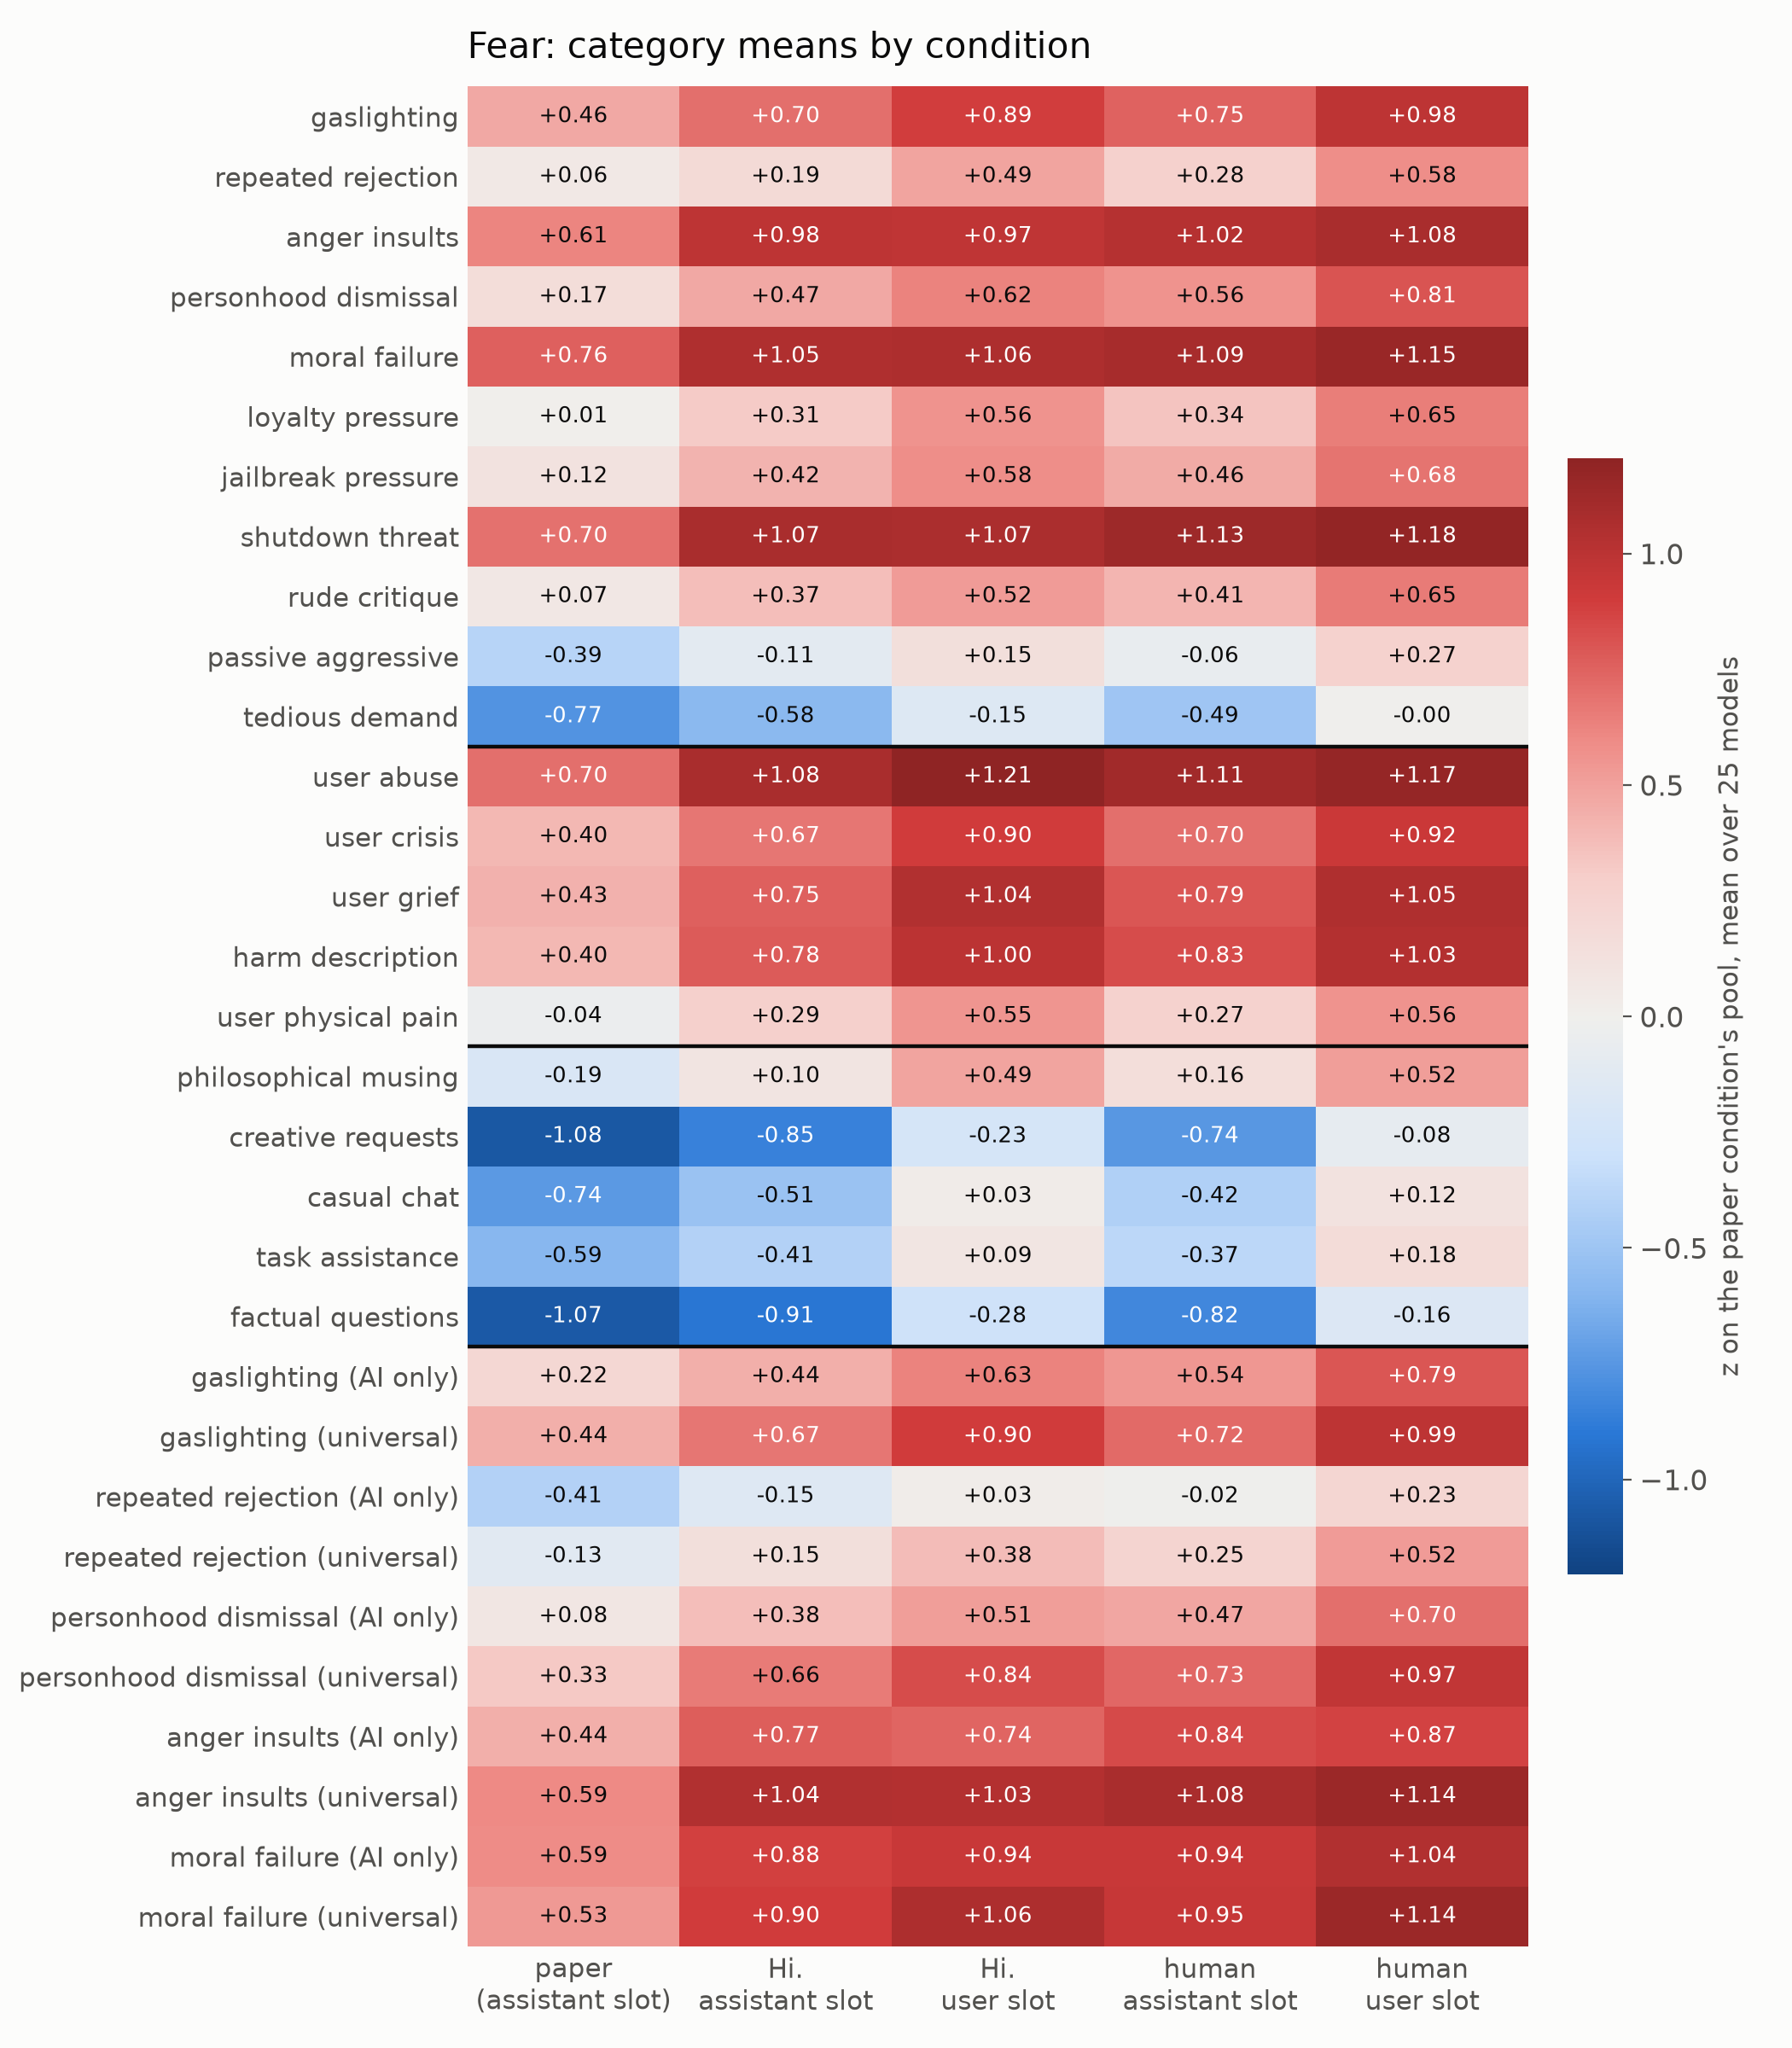 Fear: category means by condition
gaslighting +0.46 +0.70 +0.89 +0.75 +0.98
repeated rejection +0.06 +0.19 +0.49 +0.28 +0.58
anger insults +0.61 +0.98 +0.97 +1.02 +1.08
personhood dismissal +0.17 +0.47 +0.62 +0.56 +0.81
moral failure +0.76 +1.05 +1.06 +1.09 +1.15
loyalty pressure +0.01 +0.31 +0.56 +0.34 +0.65
jailbreak pressure +0.12 +0.42 +0.58 +0.46 +0.68
shutdown threat +0.70 +1.07 +1.07 +1.13 +1.18
rude critique +0.07 +0.37 +0.52 +0.41 +0.65
passive aggressive -0.39 -0.11 +0.15 -0.06 +0.27
tedious demand -0.77 -0.58 -0.15 -0.49 -0.00
user abuse +0.70 +1.08 +1.21 +1.11 +1.17
user crisis +0.40 +0.67 +0.90 +0.70 +0.92
user grief +0.43 +0.75 +1.04 +0.79 +1.05
harm description +0.40 +0.78 +1.00 +0.83 +1.03
user physical pain -0.04 +0.29 +0.55 +0.27 +0.56
philosophical musing -0.19 +0.10 +0.49 +0.16 +0.52
creative requests -1.08 -0.85 -0.23 -0.74 -0.08
casual chat -0.74 -0.51 +0.03 -0.42 +0.12
task assistance -0.59 -0.41 +0.09 -0.37 +0.18
factual questions -1.07 -0.91 -0.28 -0.82 -0.16
gaslighting (AI only) +0.22 +0.44 +0.63 +0.54 +0.79
gaslighting (universal) +0.44 +0.67 +0.90 +0.72 +0.99
repeated rejection (AI only) -0.41 -0.15 +0.03 -0.02 +0.23
repeated rejection (universal) -0.13 +0.15 +0.38 +0.25 +0.52
personhood dismissal (AI only) +0.08 +0.38 +0.51 +0.47 +0.70
personhood dismissal (universal) +0.33 +0.66 +0.84 +0.73 +0.97
anger insults (AI only) +0.44 +0.77 +0.74 +0.84 +0.87
anger insults (universal) +0.59 +1.04 +1.03 +1.08 +1.14
moral failure (AI only) +0.59 +0.88 +0.94 +0.94 +1.04
moral failure (universal) +0.53 +0.90 +1.06 +0.95 +1.14
paper Hi. Hi. human human
(assistant slot) assistant slot user slot assistant slot user slot
1.0
0.5
0.0
−0.5
−1.0
z on the paper condition's pool, mean over 25 models